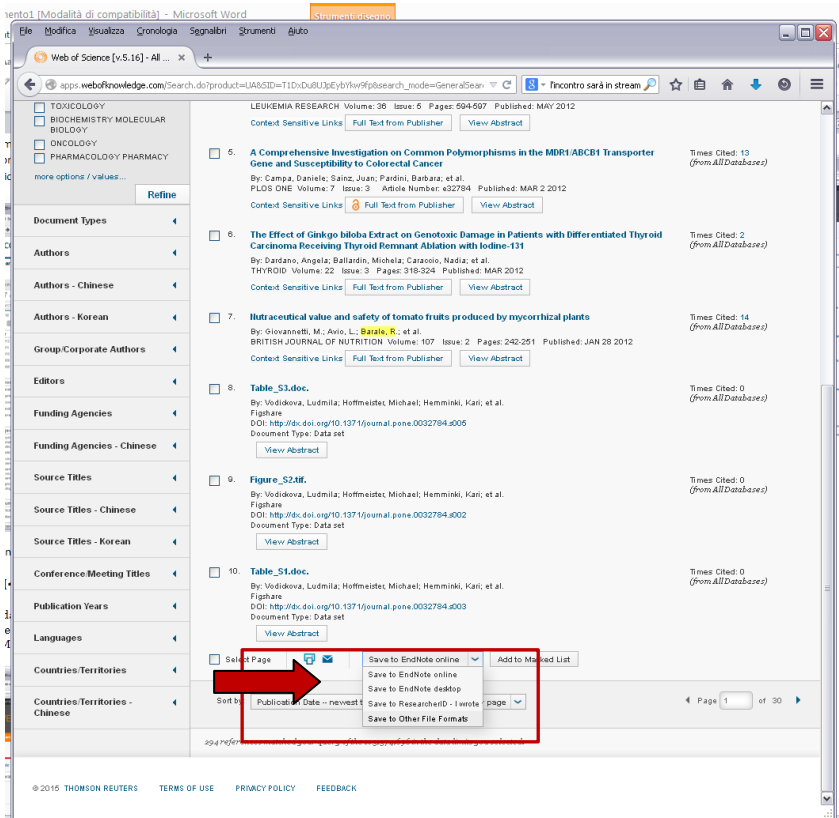 mento1 [Modalità di compatibilità] - Microsoft Word
Strumenti disegno
File Modifica Visualizza Cronologia Segnalibri Strumenti Aiuto
Web of Science [v.5.16] - All ... × +
apps.webofknowledge.com/Search.do?product=UA&SID=T1DxDu8UJpEybYkw9fp&search_mode=GeneralSear
l'incontro sarà in stream
TOXICOLOGY
BIOCHEMISTRY MOLECULAR
BIOLOGY
ONCOLOGY
PHARMACOLOGY PHARMACY
more options / values...
Refine
Document Types
Authors
Authors - Chinese
Authors - Korean
Group/Corporate Authors
Editors
Funding Agencies
Funding Agencies - Chinese
Source Titles
Source Titles - Chinese
Source Titles - Korean
Conference/Meeting Titles
Publication Years
Languages
Countries/Territories
Countries/Territories -
Chinese
LEUKEMIA RESEARCH Volume: 36 Issue: 5 Pages: 594-597 Published: MAY 2012
Context Sensitive Links Full Text from Publisher View Abstract
5. A Comprehensive Investigation on Common Polymorphisms in the MDR1/ABCB1 Transporter
Gene and Susceptibility to Colorectal Cancer
By: Campa, Daniele; Sainz, Juan; Pardini, Barbara; et al.
PLOS ONE Volume: 7 Issue: 3 Article Number: e32784 Published: MAR 2 2012
Context Sensitive Links Full Text from Publisher View Abstract
Times Cited: 13
(from All Databases)
6. The Effect of Ginkgo biloba Extract on Genotoxic Damage in Patients with Differentiated Thyroid
Carcinoma Receiving Thyroid Remnant Ablation with Iodine-131
By: Dardano, Angela; Ballardin, Michela; Caraccio, Nadia; et al.
THYROID Volume: 22 Issue: 3 Pages: 318-324 Published: MAR 2012
Context Sensitive Links Full Text from Publisher View Abstract
Times Cited: 2
(from All Databases)
7. Nutraceutical value and safety of tomato fruits produced by mycorrhizal plants
By: Giovannetti, M.; Avio, L.; Barale, R.; et al.
BRITISH JOURNAL OF NUTRITION Volume: 107 Issue: 2 Pages: 242-251 Published: JAN 28 2012
Context Sensitive Links Full Text from Publisher View Abstract
Times Cited: 14
(from All Databases)
8. Table_S3.doc.
By: Vodickova, Ludmila; Hoffmeister, Michael; Hemminki, Kari; et al.
Figshare
DOI: http://dx.doi.org/10.1371/journal.pone.0032784.s005
Document Type: Data set
View Abstract
Times Cited: 0
(from All Databases)
9. Figure_S2.tif.
By: Vodickova, Ludmila; Hoffmeister, Michael; Hemminki, Kari; et al.
Figshare
DOI: http://dx.doi.org/10.1371/journal.pone.0032784.s002
Document Type: Data set
View Abstract
Times Cited: 0
(from All Databases)
10. Table_S1.doc.
By: Vodickova, Ludmila; Hoffmeister, Michael; Hemminki, Kari; et al.
Figshare
DOI: http://dx.doi.org/10.1371/journal.pone.0032784.s003
Document Type: Data set
View Abstract
Times Cited: 0
(from All Databases)
Select Page Save to EndNote online Add to Marked List
Save to EndNote online
Save to EndNote desktop
Save to ResearcherID - I wrote
Save to Other File Formats
Sort by Publication Date -- newest t page
Page 1 of 30
294 references matched your query of the
in the data limits you selected.
© 2015 THOMSON REUTERS TERMS OF USE PRIVACY POLICY FEEDBACK